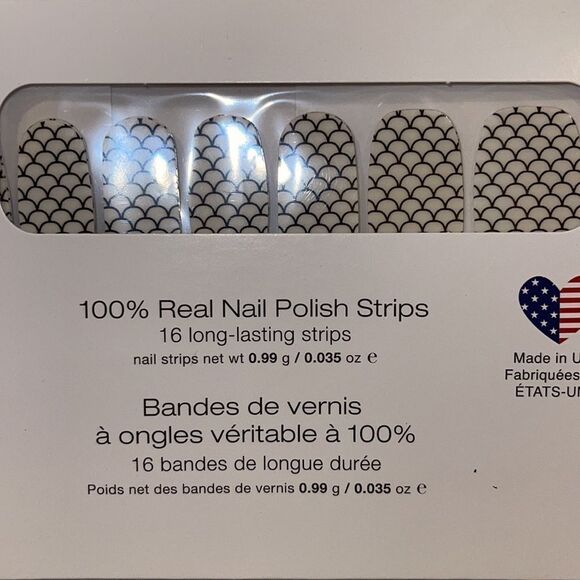 100% Real Nail Polish Strips
16 long-lasting strips
nail strips net wt 0.99 g / 0.035 oz ℮
Made in U
Fabriquées
ÉTATS-UN
Bandes de vernis
à ongles véritable à 100%
16 bandes de longue durée
Poids net des bandes de vernis 0.99 g / 0.035 oz ℮